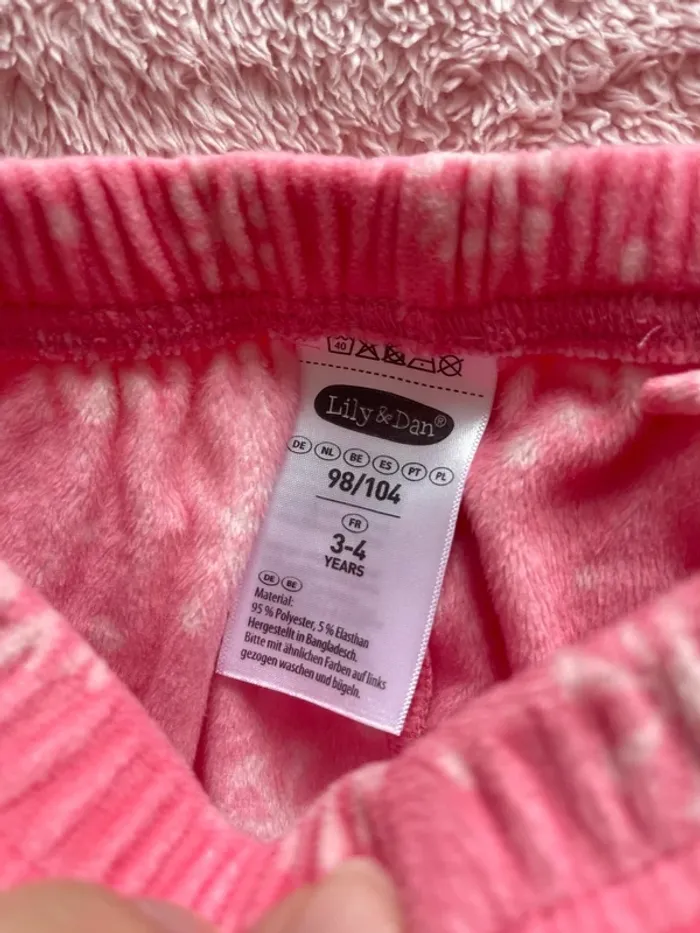 40
Lily & Dan®
DE NL BE ES PT PL
98/104
FR
3-4
YEARS
DE BE
Material:
95 % Polyester, 5 % Elasthan
Hergestellt in Bangladesch.
Bitte mit ähnlichen Farben auf links
gezogen waschen und bügeln.